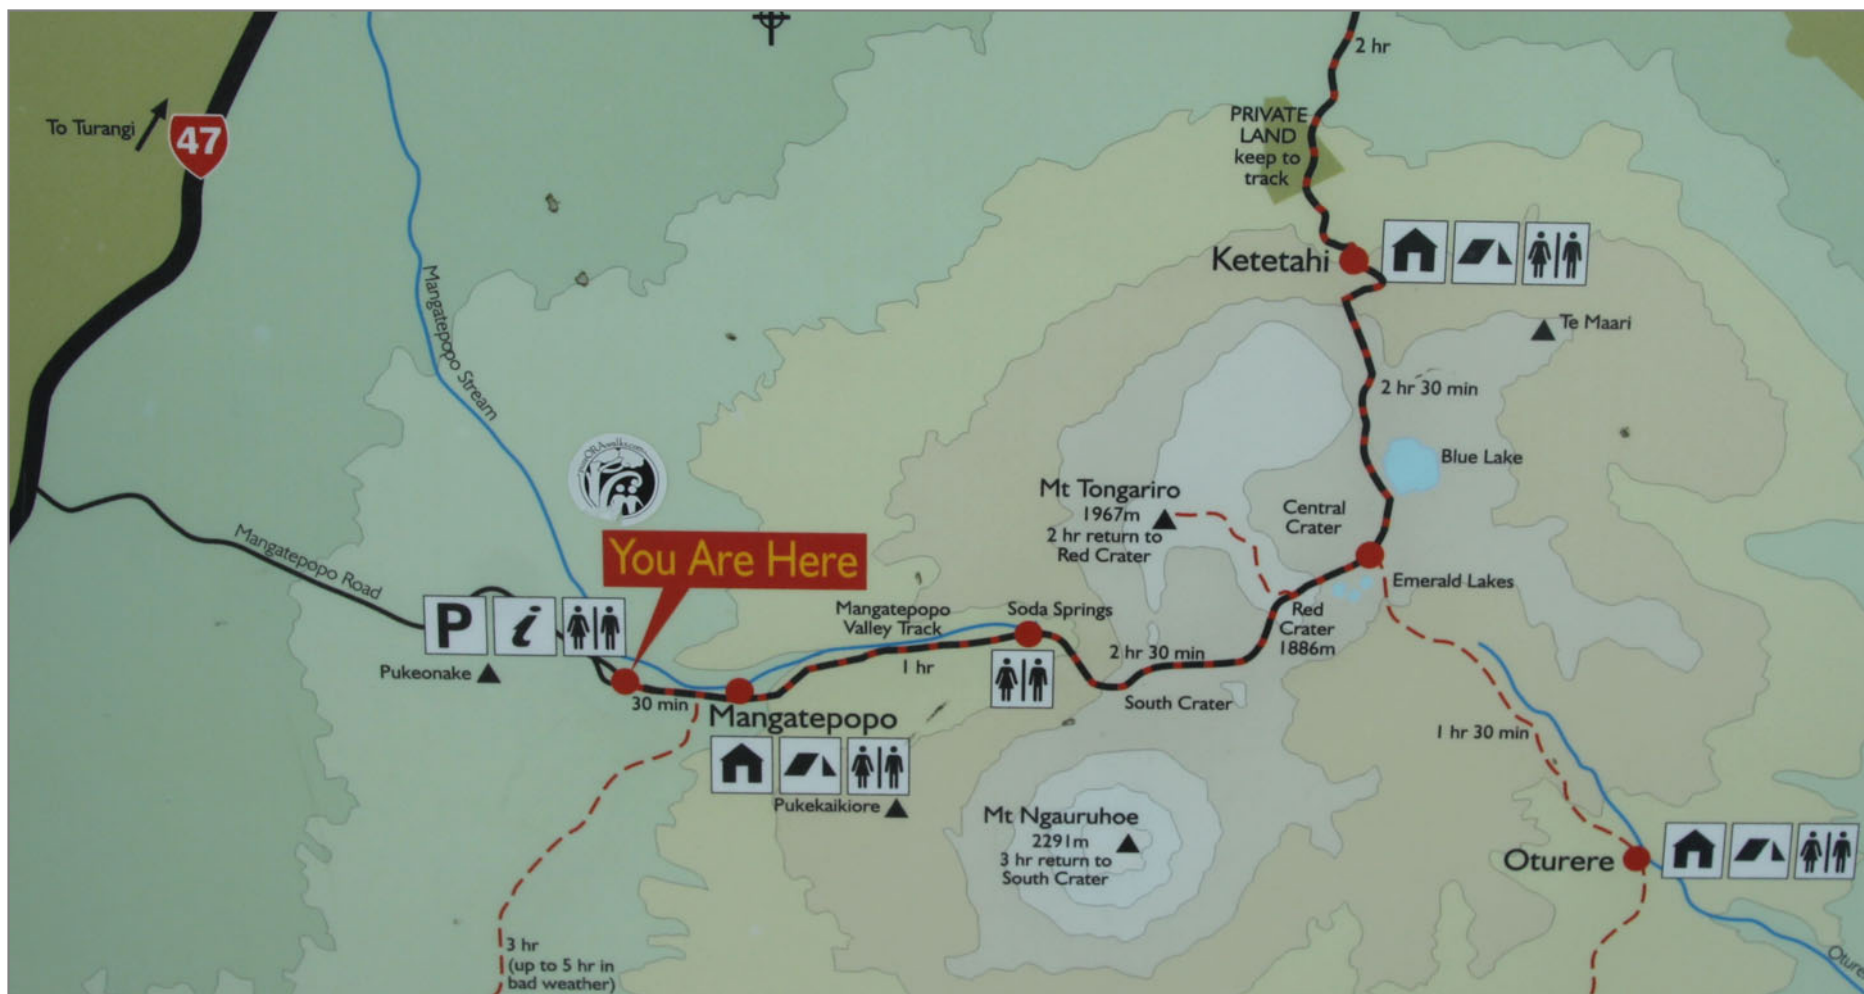 2 hr
To Turangi
47
PRIVATE
LAND
keep to
track
Ketetahi
Te Maari
Mangatepopo Stream
2 hr 30 min
Blue Lake
Mt Tongariro
1967m
2 hr return to
Red Crater
Central
Crater
Mangatepopo Road
You Are Here
Emerald Lakes
P
i
Mangatepopo
Valley Track
Soda Springs
Red
Crater
1886m
Pukeonake
1 hr
2 hr 30 min
30 min
Mangatepopo
South Crater
1 hr 30 min
Pukekaikiore
Mt Ngauruhoe
2291m
3 hr return to
South Crater
Oturere
3 hr
(up to 5 hr in
bad weather)